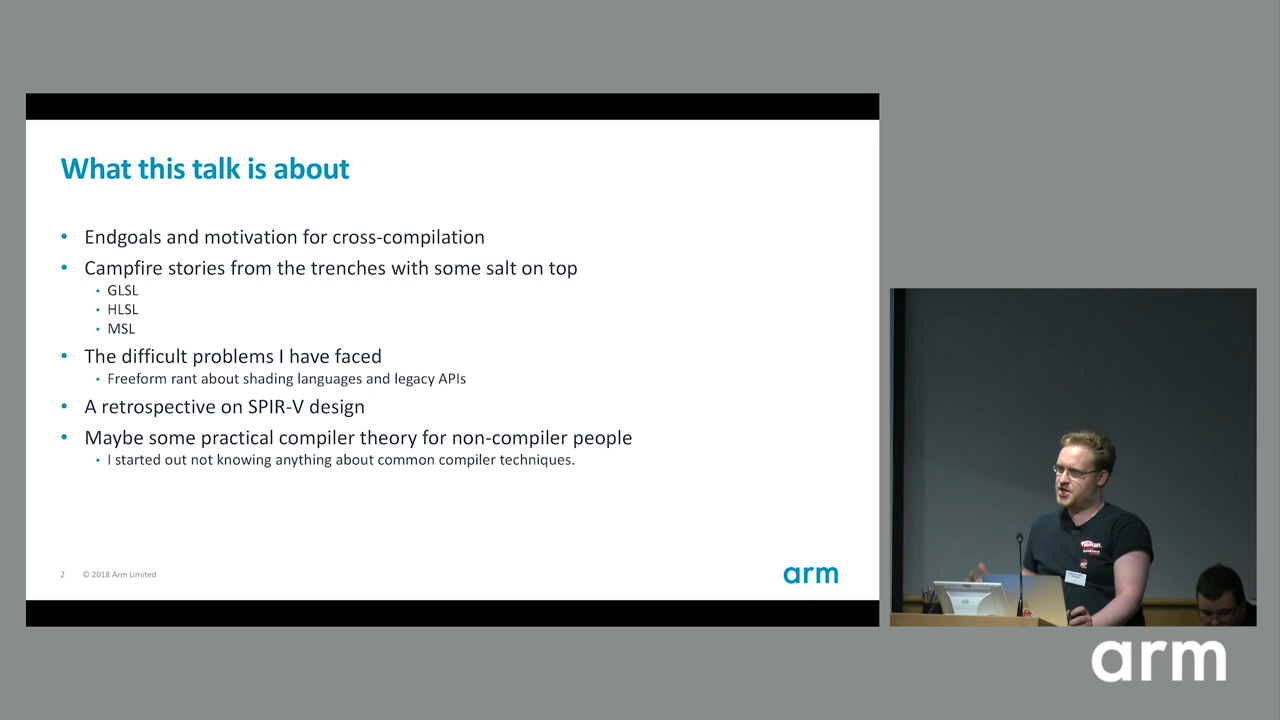 What this talk is about
• Endgoals and motivation for cross-compilation
• Campfire stories from the trenches with some salt on top
• GLSL
• HLSL
• MSL
• The difficult problems I have faced
• Freeform rant about shading languages and legacy APIs
• A retrospective on SPIR-V design
• Maybe some practical compiler theory for non-compiler people
• I started out not knowing anything about common compiler techniques.
2 © 2018 Arm Limited
arm
arm